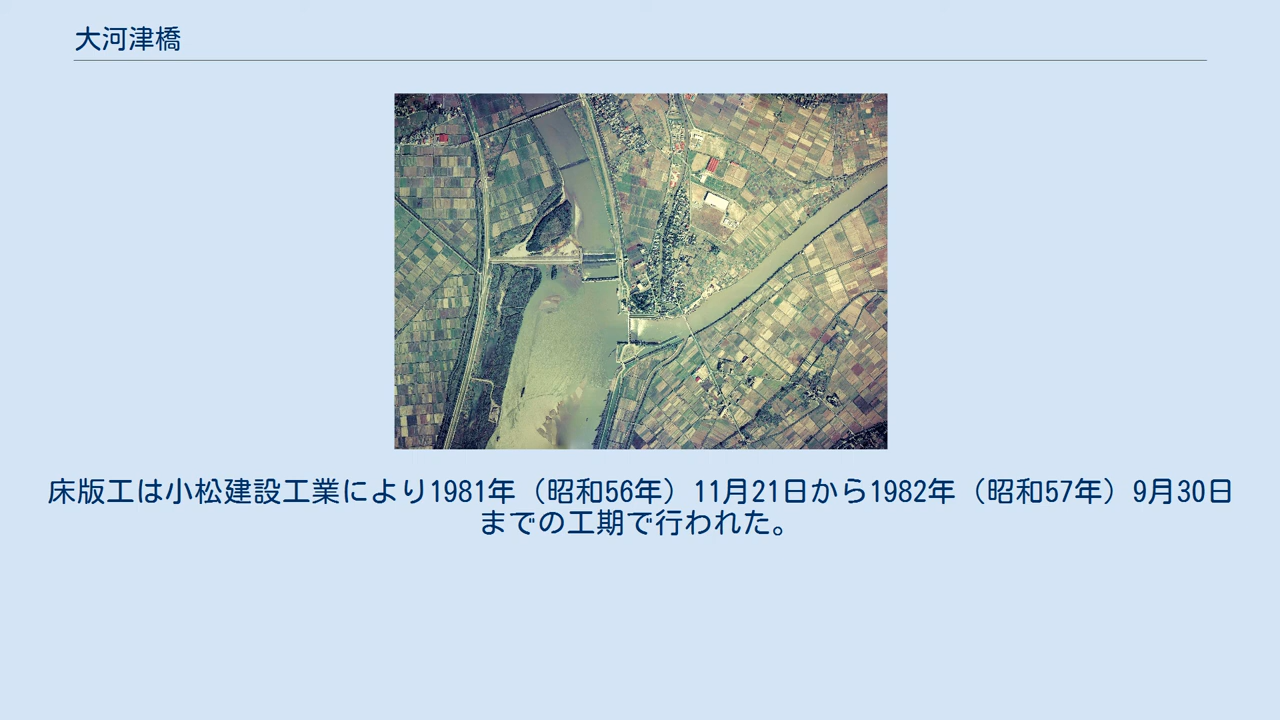 大河津橋
床版工は小松建設工業により1981年（昭和56年）11月21日から1982年（昭和57年）9月30日
までの工期で行われた。